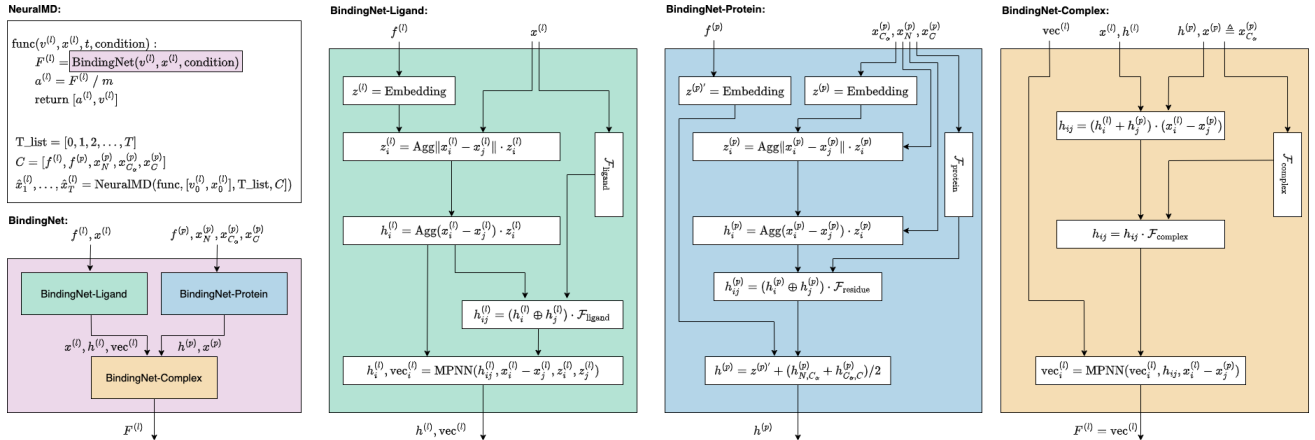 NeuralMD:
func(v^{(l)}, x^{(l)}, t, condition) :
F^{(l)} = BindingNet(v^{(l)}, x^{(l)}, condition)
a^{(l)} = F^{(l)} / m
return [a^{(l)}, v^{(l)}]
T_list = [0, 1, 2, …, T]
C = [f^{(l)}, f^{(p)}, x_N^{(p)}, x_{C_α}^{(p)}, x_C^{(p)}]
x̂_1^{(l)}, …, x̂_T^{(l)} = NeuralMD(func, [v_0^{(l)}, x_0^{(l)}], T_list, C])
BindingNet:
f^{(l)}, x^{(l)}
f^{(p)}, x_N^{(p)}, x_{C_α}^{(p)}, x_C^{(p)}
BindingNet-Ligand
BindingNet-Protein
x^{(l)}, h^{(l)}, vec^{(l)}
h^{(p)}, x^{(p)}
BindingNet-Complex
F^{(l)}
BindingNet-Ligand:
f^{(l)}
x^{(l)}
z^{(l)} = Embedding
z_i^{(l)} = Agg‖x_i^{(l)} − x_j^{(l)}‖ · z_i^{(l)}
𝓕_ligand
h_i^{(l)} = Agg(x_i^{(l)} − x_j^{(l)}) · z_i^{(l)}
h_{ij}^{(l)} = (h_i^{(l)} ⊕ h_j^{(l)}) · 𝓕_ligand
h_i^{(l)}, vec_i^{(l)} = MPNN(h_{ij}^{(l)}, x_i^{(l)} − x_j^{(l)}, z_i^{(l)}, z_j^{(l)})
h^{(l)}, vec^{(l)}
BindingNet-Protein:
f^{(p)}
x_{C_α}^{(p)}, x_N^{(p)}, x_C^{(p)}
z^{(p)′} = Embedding
z^{(p)} = Embedding
z_i^{(p)} = Agg‖x_i^{(p)} − x_j^{(p)}‖ · z_i^{(p)}
𝓕_protein
h_i^{(p)} = Agg(x_i^{(p)} − x_j^{(p)}) · z_i^{(p)}
h_{ij}^{(p)} = (h_i^{(p)} ⊕ h_j^{(p)}) · 𝓕_residue
h^{(p)} = z^{(p)′} + (h_{N,C_α}^{(p)} + h_{C_α,C}^{(p)})/2
h^{(p)}
BindingNet-Complex:
vec^{(l)}
x^{(l)}, h^{(l)}
h^{(p)}, x^{(p)} ≜ x_{C_α}^{(p)}
h_{ij} = (h_i^{(l)} + h_j^{(p)}) · (x_i^{(l)} − x_j^{(p)})
𝓕_complex
h_{ij} = h_{ij} · 𝓕_complex
vec_i^{(l)} = MPNN(vec_i^{(l)}, h_{ij}, x_i^{(l)} − x_j^{(p)})
F^{(l)} = vec^{(l)}